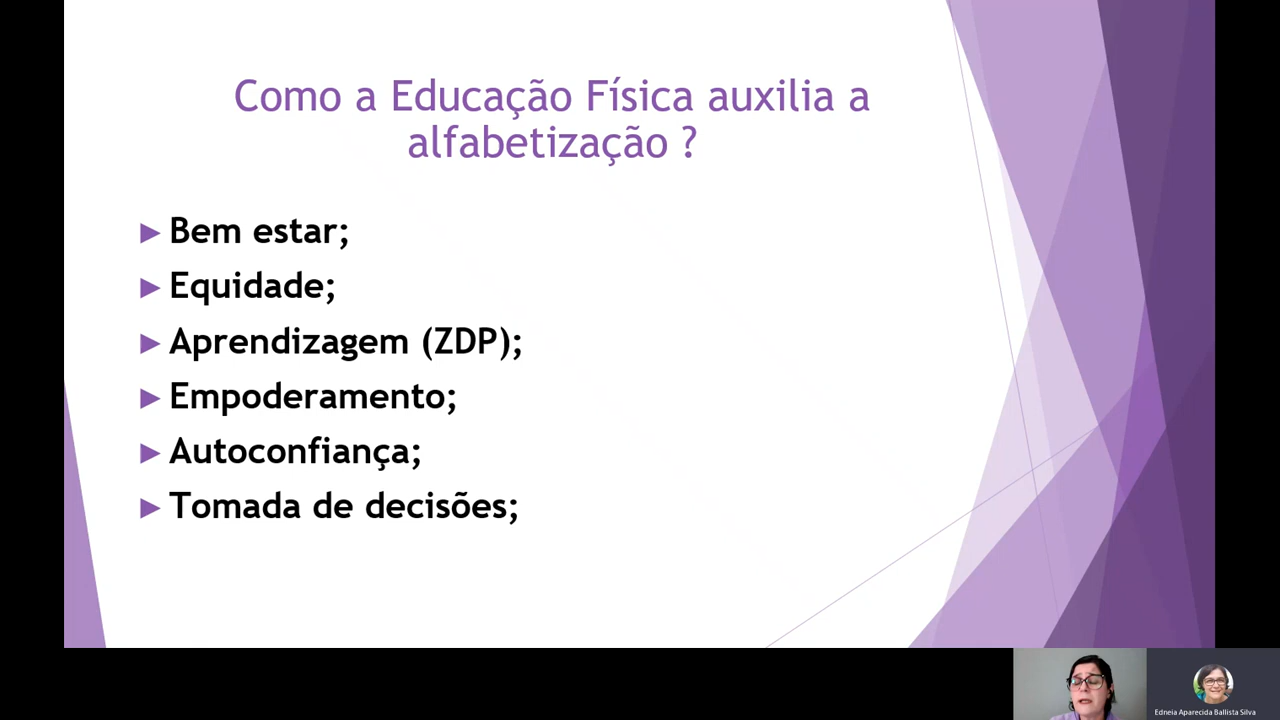 Como a Educação Física auxilia a
alfabetização ?
► Bem estar;
► Equidade;
► Aprendizagem (ZDP);
► Empoderamento;
► Autoconfiança;
► Tomada de decisões;
Edneia Aparecida Ballista Silva